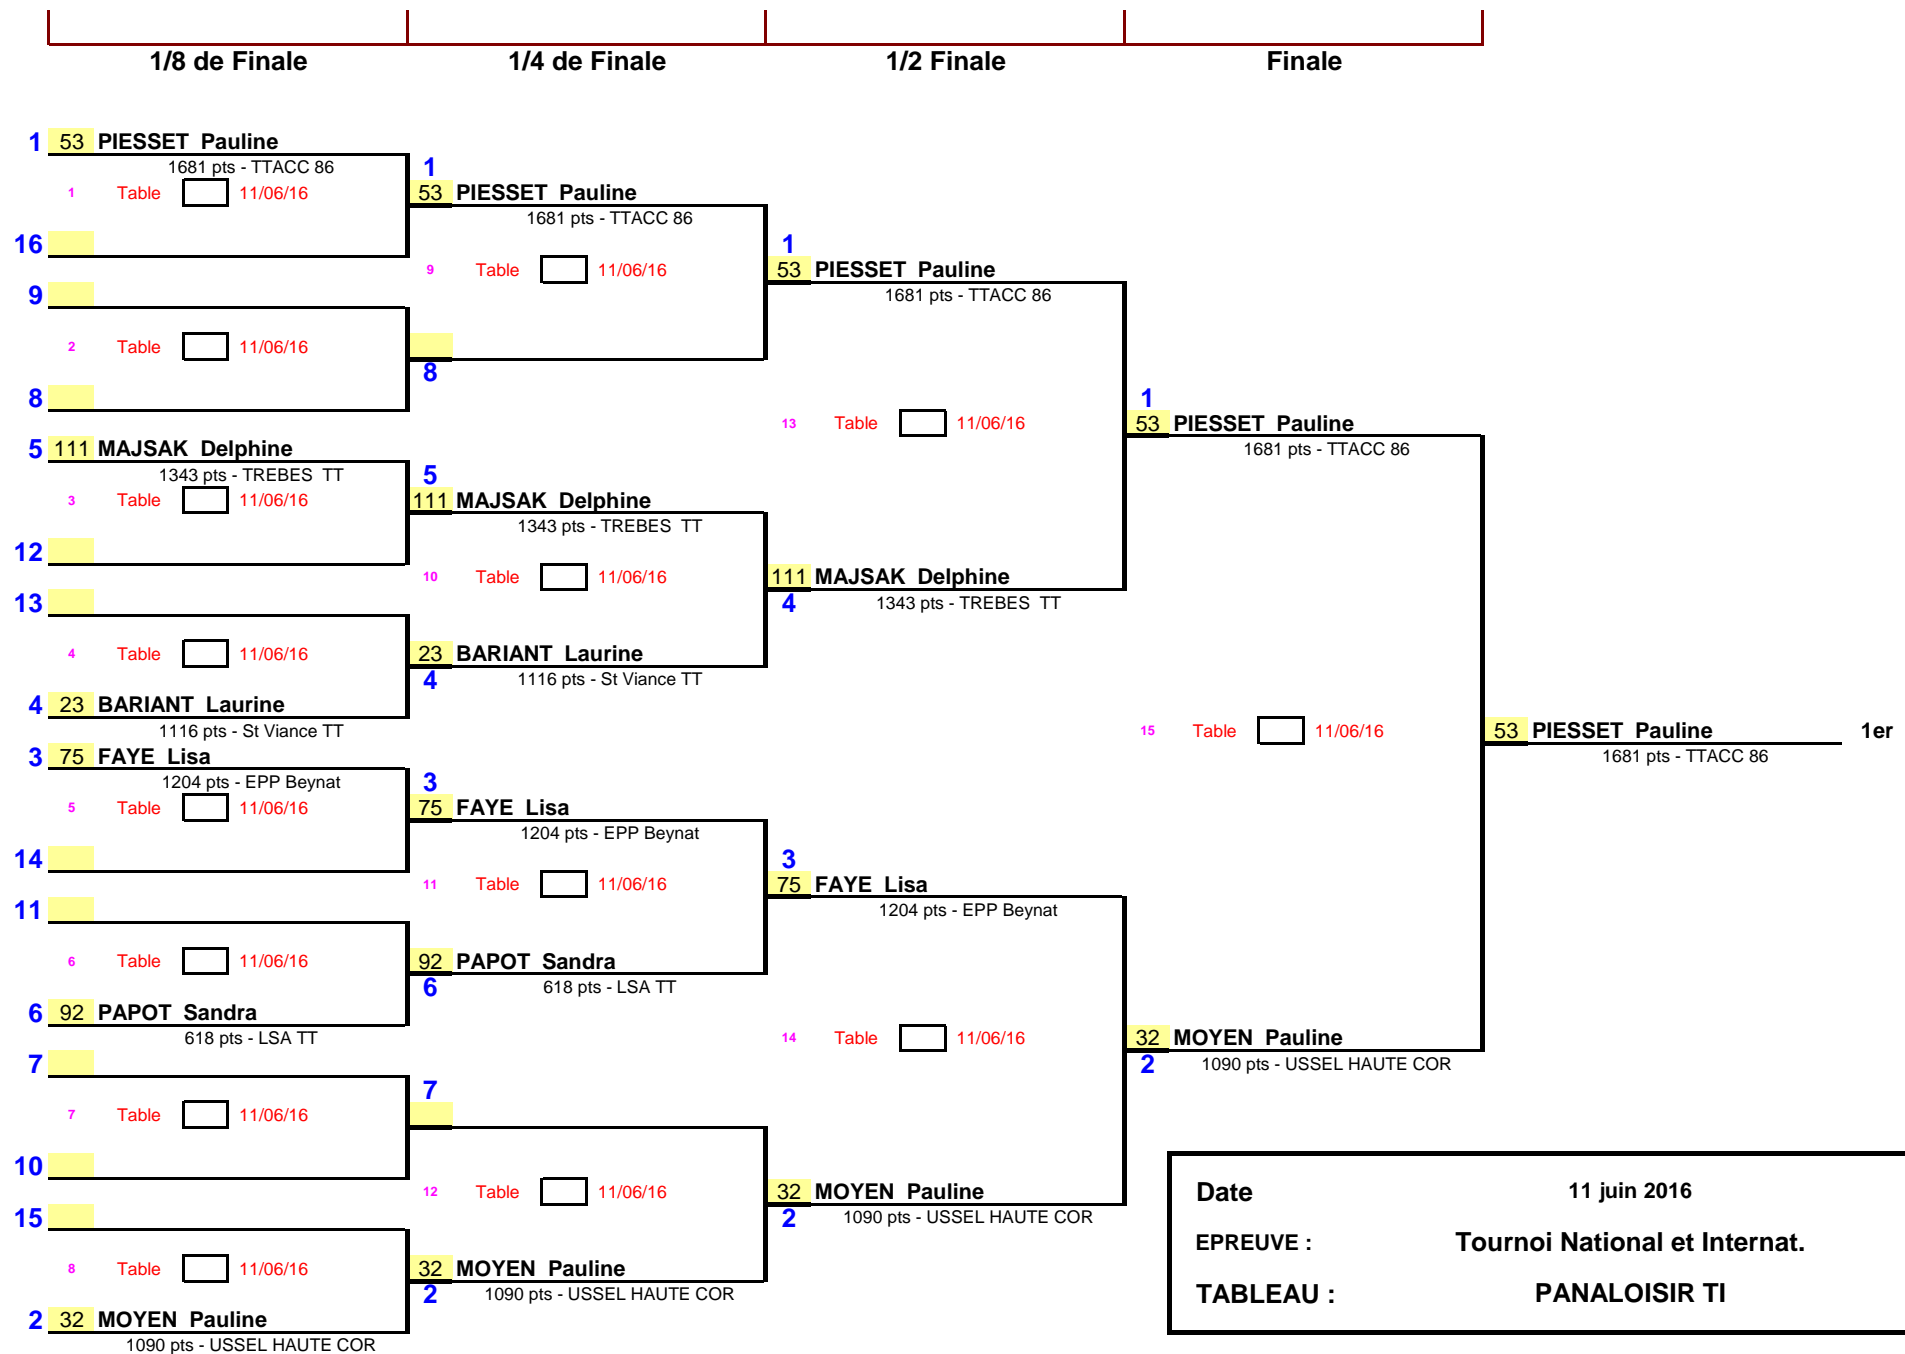 1/8 de Finale 1/4 de Finale 1/2 Finale Finale
1 53 PIESSET Pauline
1681 pts - TTACC 86
1 Table 11/06/16
16
9
2 Table 11/06/16
8
5 111 MAJSAK Delphine
1343 pts - TREBES TT
3 Table 11/06/16
12
13
4 Table 11/06/16
4 23 BARIANT Laurine
1116 pts - St Viance TT
3 75 FAYE Lisa
1204 pts - EPP Beynat
5 Table 11/06/16
14
11
6 Table 11/06/16
6 92 PAPOT Sandra
618 pts - LSA TT
7
7 Table 11/06/16
10
15
8 Table 11/06/16
2 32 MOYEN Pauline
1090 pts - USSEL HAUTE COR
1
53 PIESSET Pauline
1681 pts - TTACC 86
9 Table 11/06/16
8
5
111 MAJSAK Delphine
1343 pts - TREBES TT
10 Table 11/06/16
23 BARIANT Laurine
4
1116 pts - St Viance TT
3
75 FAYE Lisa
1204 pts - EPP Beynat
11 Table 11/06/16
92 PAPOT Sandra
6
618 pts - LSA TT
7
12 Table 11/06/16
32 MOYEN Pauline
2
1090 pts - USSEL HAUTE COR
1
53 PIESSET Pauline
1681 pts - TTACC 86
13 Table 11/06/16
111 MAJSAK Delphine
4
1343 pts - TREBES TT
3
75 FAYE Lisa
1204 pts - EPP Beynat
14 Table 11/06/16
32 MOYEN Pauline
2
1090 pts - USSEL HAUTE COR
1
53 PIESSET Pauline
1681 pts - TTACC 86
15 Table 11/06/16
32 MOYEN Pauline
2
1090 pts - USSEL HAUTE COR
53 PIESSET Pauline 1er
1681 pts - TTACC 86
Date 11 juin 2016
EPREUVE : Tournoi National et Internat.
TABLEAU : PANALOISIR TI